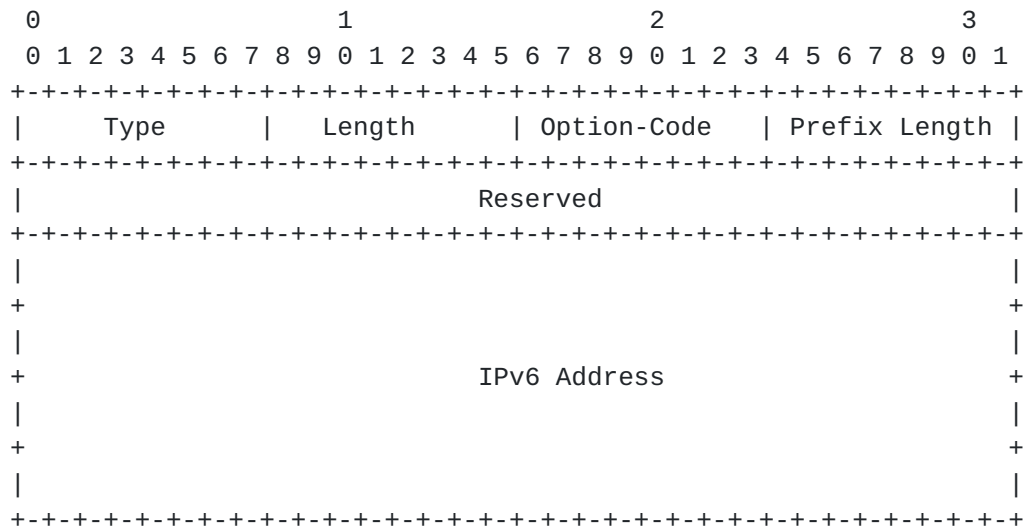 0                   1                   2                   3
 0 1 2 3 4 5 6 7 8 9 0 1 2 3 4 5 6 7 8 9 0 1 2 3 4 5 6 7 8 9 0 1
+-+-+-+-+-+-+-+-+-+-+-+-+-+-+-+-+-+-+-+-+-+-+-+-+-+-+-+-+-+-+-+-+
|     Type      |   Length      | Option-Code   | Prefix Length |
+-+-+-+-+-+-+-+-+-+-+-+-+-+-+-+-+-+-+-+-+-+-+-+-+-+-+-+-+-+-+-+-+
|                             Reserved                          |
+-+-+-+-+-+-+-+-+-+-+-+-+-+-+-+-+-+-+-+-+-+-+-+-+-+-+-+-+-+-+-+-+
|                                                               |
+                                                               +
|                                                               |
+                             IPv6 Address                      +
|                                                               |
+                                                               +
|                                                               |
+-+-+-+-+-+-+-+-+-+-+-+-+-+-+-+-+-+-+-+-+-+-+-+-+-+-+-+-+-+-+-+-+